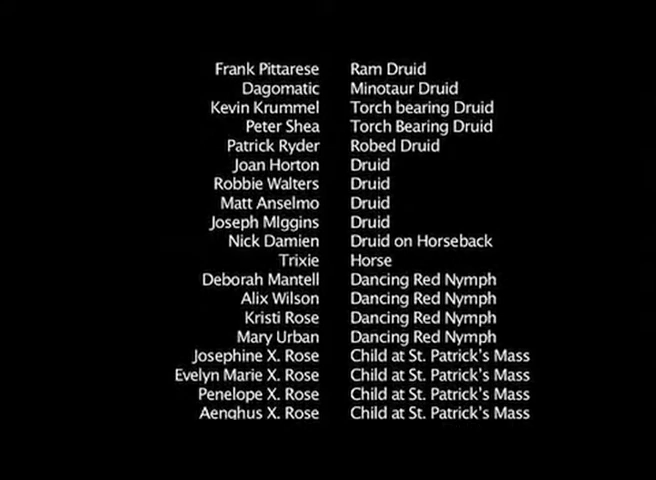 Frank Pittarese Ram Druid
Dagomatic Minotaur Druid
Kevin Krummel Torch bearing Druid
Peter Shea Torch Bearing Druid
Patrick Ryder Robed Druid
Joan Horton Druid
Robbie Walters Druid
Matt Anselmo Druid
Joseph MIggins Druid
Nick Damien Druid on Horseback
Trixie Horse
Deborah Mantell Dancing Red Nymph
Alix Wilson Dancing Red Nymph
Kristi Rose Dancing Red Nymph
Mary Urban Dancing Red Nymph
Josephine X. Rose Child at St. Patrick's Mass
Evelyn Marie X. Rose Child at St. Patrick's Mass
Penelope X. Rose Child at St. Patrick's Mass
Aenghus X. Rose Child at St. Patrick's Mass